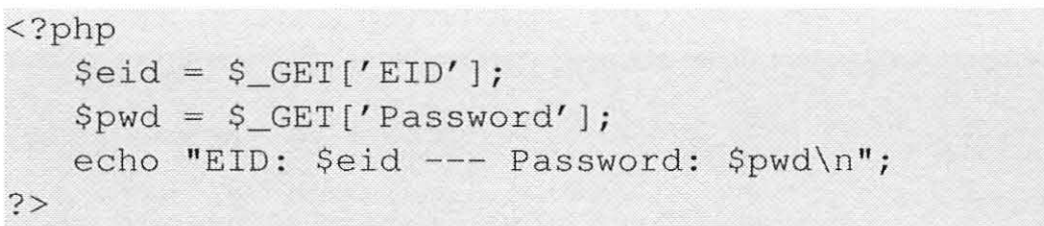 <?php
$eid = $_GET['EID'];
$pwd = $_GET['Password'];
echo "EID: $eid --- Password: $pwd\n";
?>